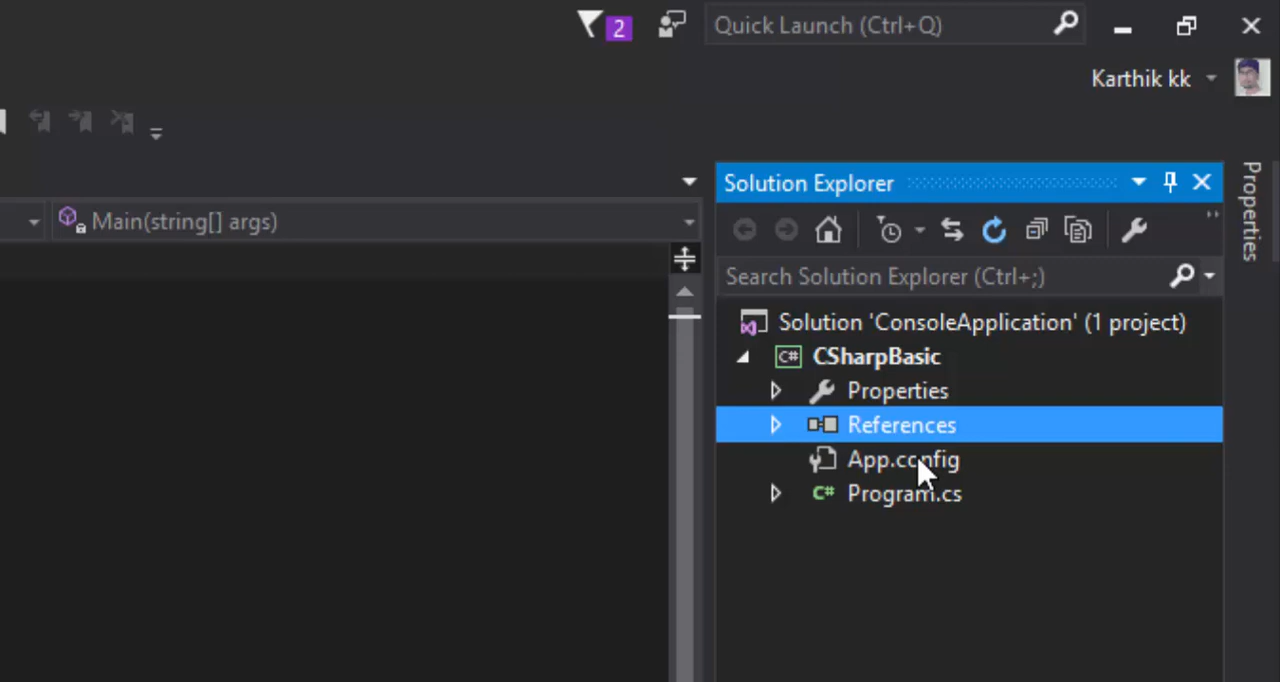 2
Quick Launch (Ctrl+Q)
Karthik kk
Properties
Solution Explorer
Main(string[] args)
Search Solution Explorer (Ctrl+;)
Solution 'ConsoleApplication' (1 project)
C# CSharpBasic
Properties
References
App.config
C# Program.cs